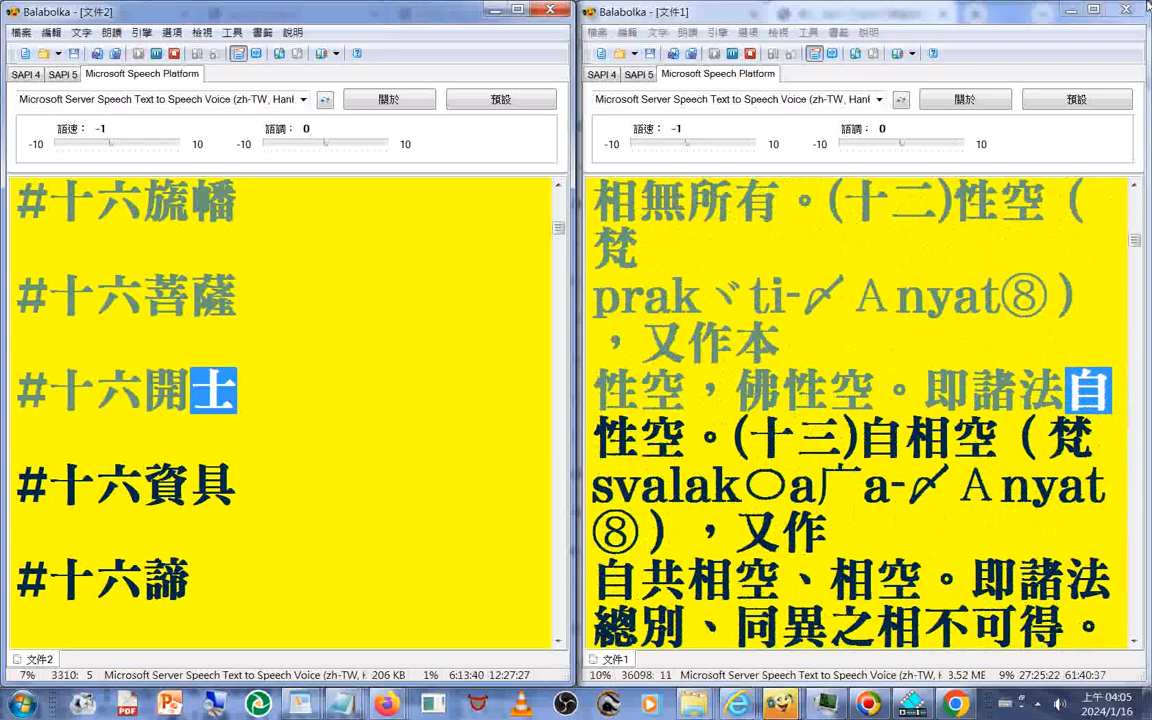 Balabolka - [文件2]
檔案 編輯 文字 朗讀 引擎 選項 檢視 工具 書籤 說明
SAPI 4 SAPI 5 Microsoft Speech Platform
Microsoft Server Speech Text to Speech Voice (zh-TW, Hanl
關於
預設
語速： -1
語調： 0
-10 10 -10 10
#十六旒幡
#十六菩薩
#十六開士
#十六資具
#十六諦
文件2
7% 3310: 5 Microsoft Server Speech Text to Speech Voice (zh-TW, H 206 KB 1% 6:13:40 12:27:27
Balabolka - [文件1]
檔案 編輯 文字 朗讀 引擎 選項 檢視 工具 書籤 說明
SAPI 4 SAPI 5 Microsoft Speech Platform
Microsoft Server Speech Text to Speech Voice (zh-TW, Hanl
關於
預設
語速： -1
語調： 0
-10 10 -10 10
相無所有。(十二)性空（
梵
prakヾti-〆Ａnyat⑧）
，又作本
性空，佛性空。即諸法自
性空。(十三)自相空（梵
svalak○a广a-〆Ａnyat
⑧），又作
自共相空、相空。即諸法
總別、同異之相不可得。
文件1
10% 36098: 11 Microsoft Server Speech Text to Speech Voice (zh-TW, H 3.52 MB 9% 27:25:22 61:40:37
上午 04:05
2024/1/16